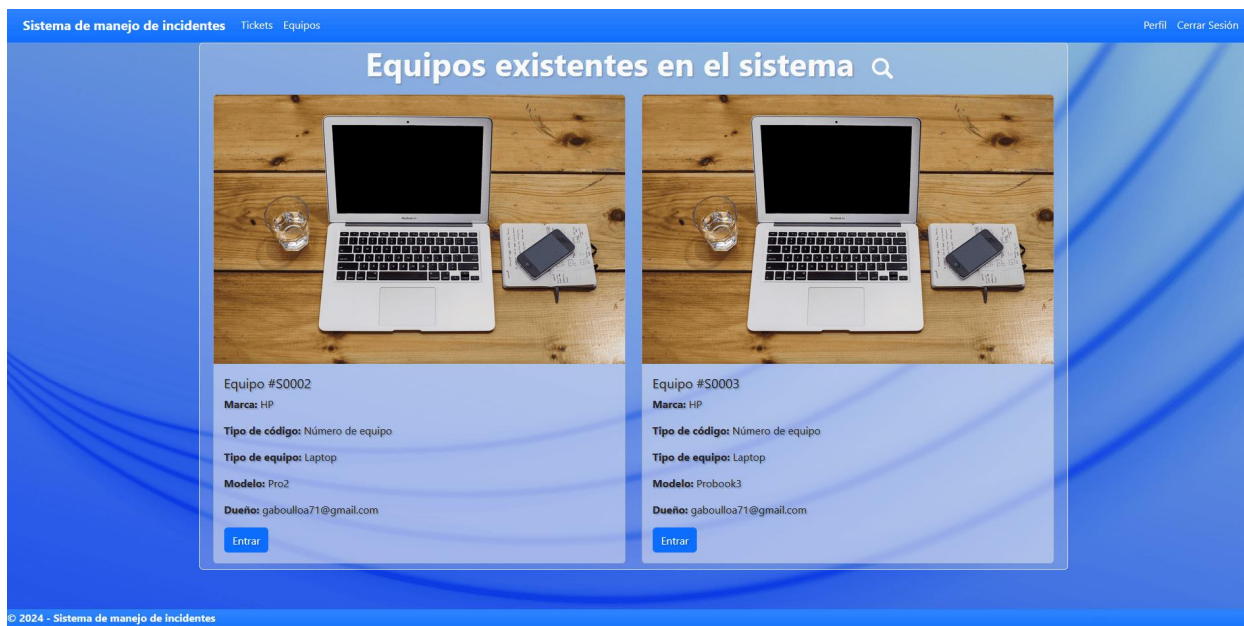 Sistema de manejo de incidentes Tickets Equipos Perfil Cerrar Sesión
Equipos existentes en el sistema
Equipo #S0002
Marca: HP
Tipo de código: Número de equipo
Tipo de equipo: Laptop
Modelo: Pro2
Dueño: gaboulloa71@gmail.com
Entrar
Equipo #S0003
Marca: HP
Tipo de código: Número de equipo
Tipo de equipo: Laptop
Modelo: Probook3
Dueño: gaboulloa71@gmail.com
Entrar
© 2024 - Sistema de manejo de incidentes